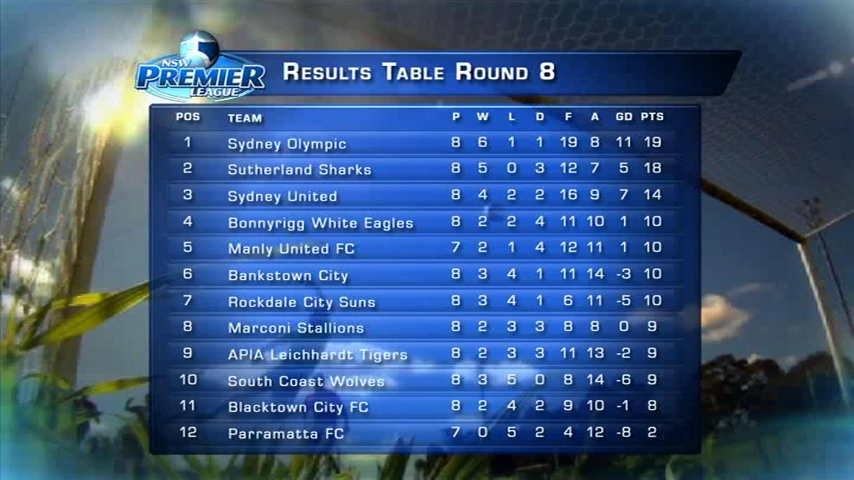 NSW
PREMIER
LEAGUE
RESULTS TABLE ROUND 8
POS TEAM P W L D F A GD PTS
1 Sydney Olympic 8 6 1 1 19 8 11 19
2 Sutherland Sharks 8 5 0 3 12 7 5 18
3 Sydney United 8 4 2 2 16 9 7 14
4 Bonnyrigg White Eagles 8 2 2 4 11 10 1 10
5 Manly United FC 7 2 1 4 12 11 1 10
6 Bankstown City 8 3 4 1 11 14 -3 10
7 Rockdale City Suns 8 3 4 1 6 11 -5 10
8 Marconi Stallions 8 2 3 3 8 8 0 9
9 APIA Leichhardt Tigers 8 2 3 3 11 13 -2 9
10 South Coast Wolves 8 3 5 0 8 14 -6 9
11 Blacktown City FC 8 2 4 2 9 10 -1 8
12 Parramatta FC 7 0 5 2 4 12 -8 2